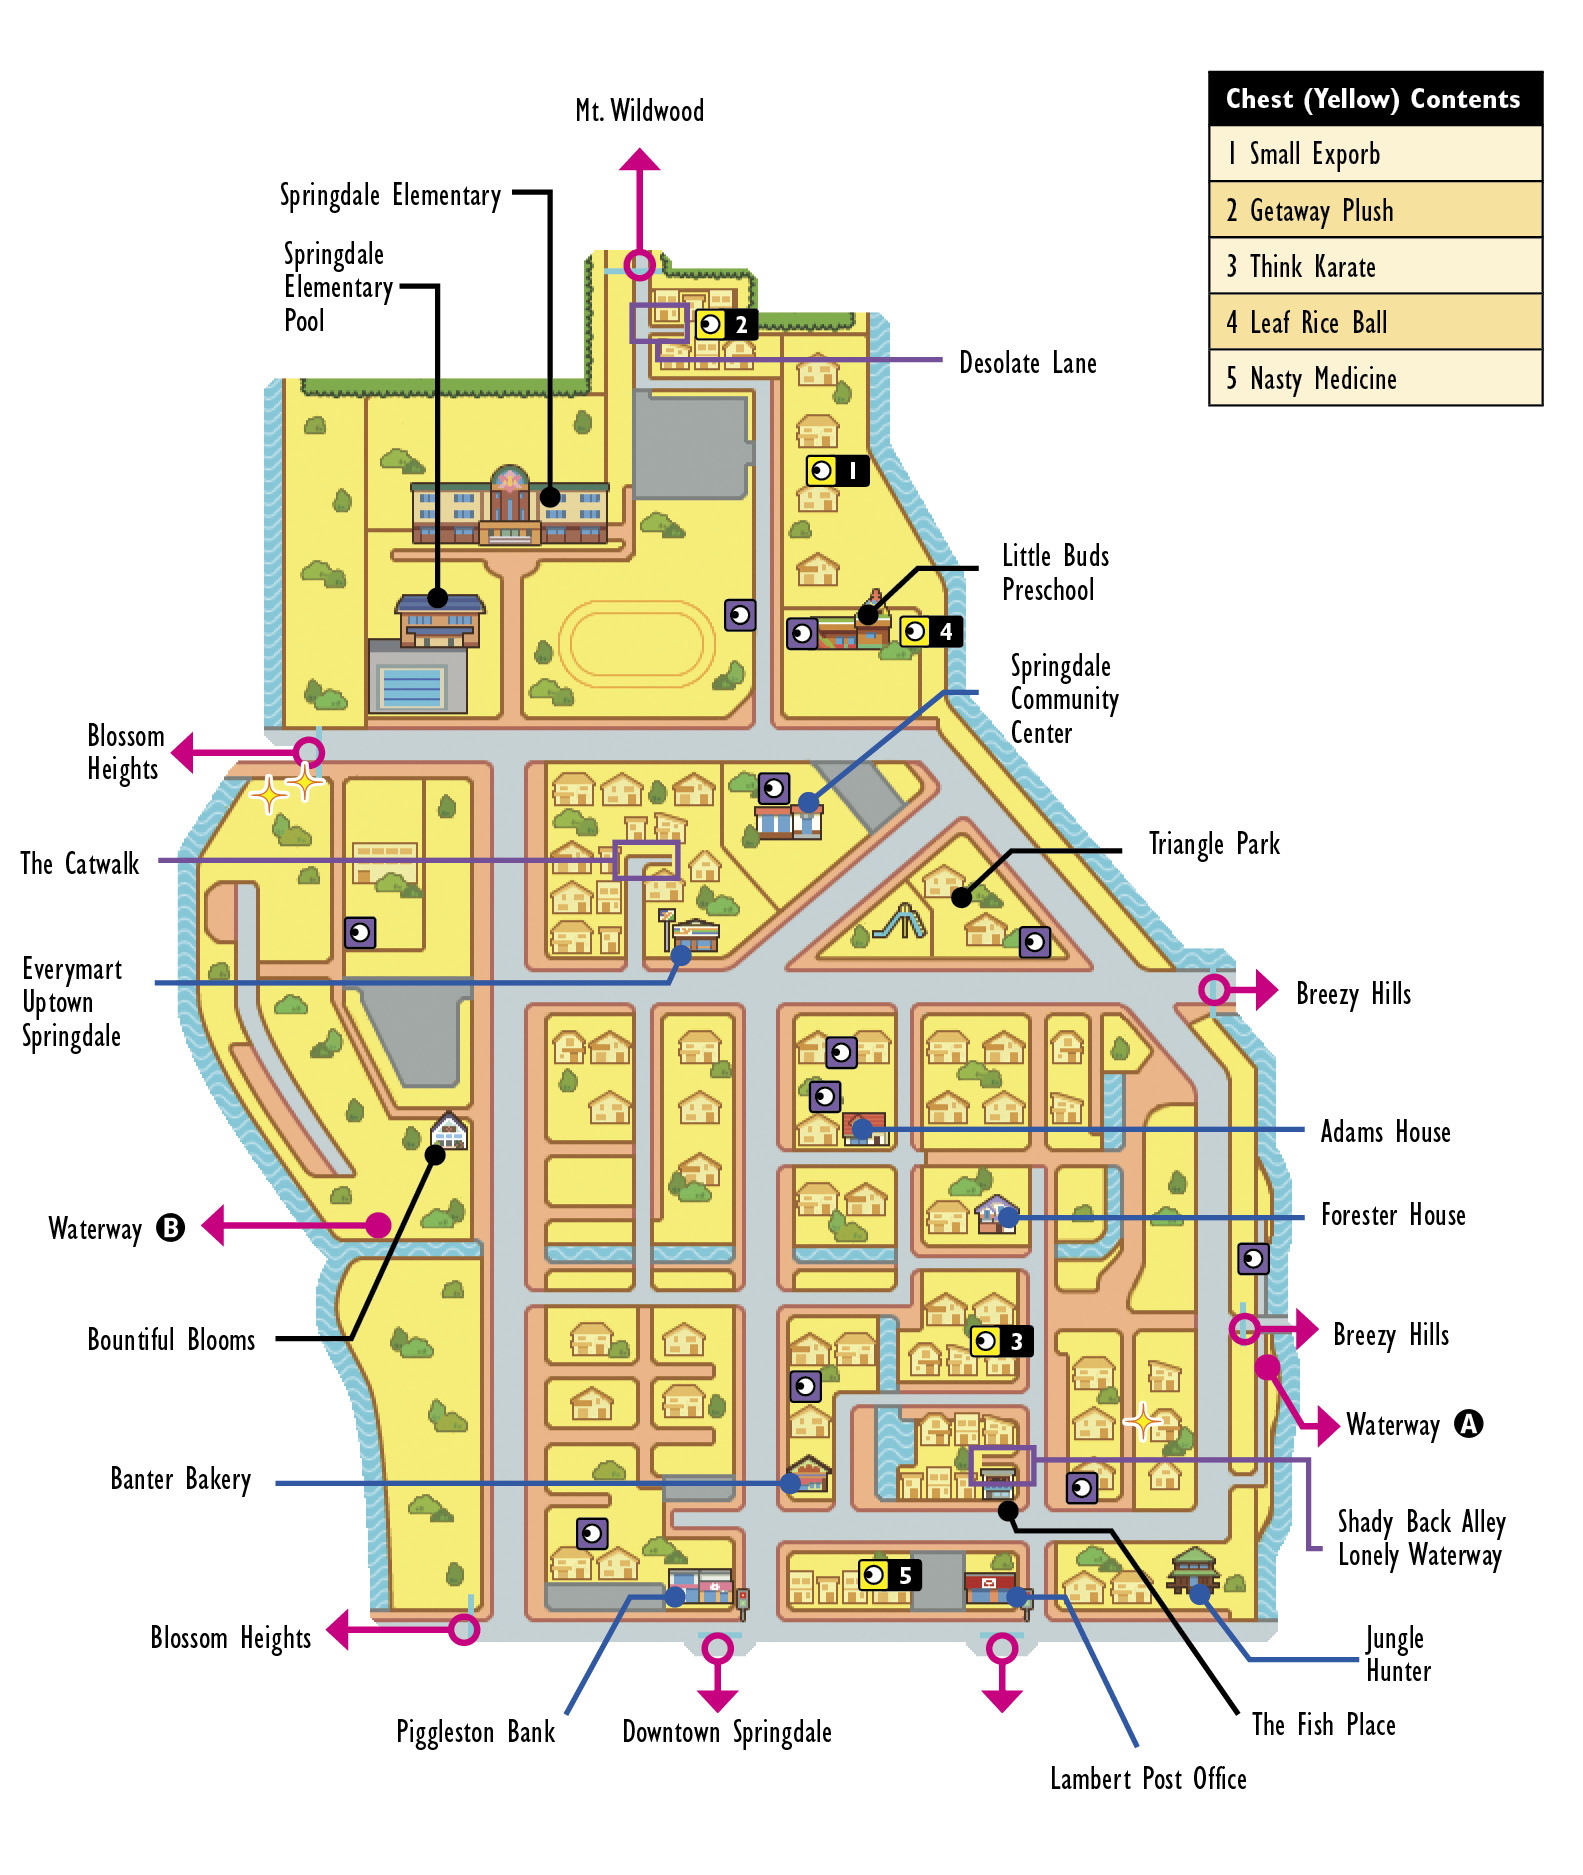 Mt. Wildwood
Chest (Yellow) Contents
1 Small Exporb
2 Getaway Plush
3 Think Karate
4 Leaf Rice Ball
5 Nasty Medicine
Springdale Elementary
Springdale
Elementary
Pool
2
Desolate Lane
1
Little Buds
Preschool
4
Springdale
Community
Center
Blossom
Heights
Triangle Park
The Catwalk
Everymart
Uptown
Springdale
Breezy Hills
Adams House
Forester House
Waterway B
Bountiful Blooms
3
Breezy Hills
Waterway A
Banter Bakery
Shady Back Alley
Lonely Waterway
5
Blossom Heights
Jungle
Hunter
Piggleston Bank
Downtown Springdale
The Fish Place
Lambert Post Office